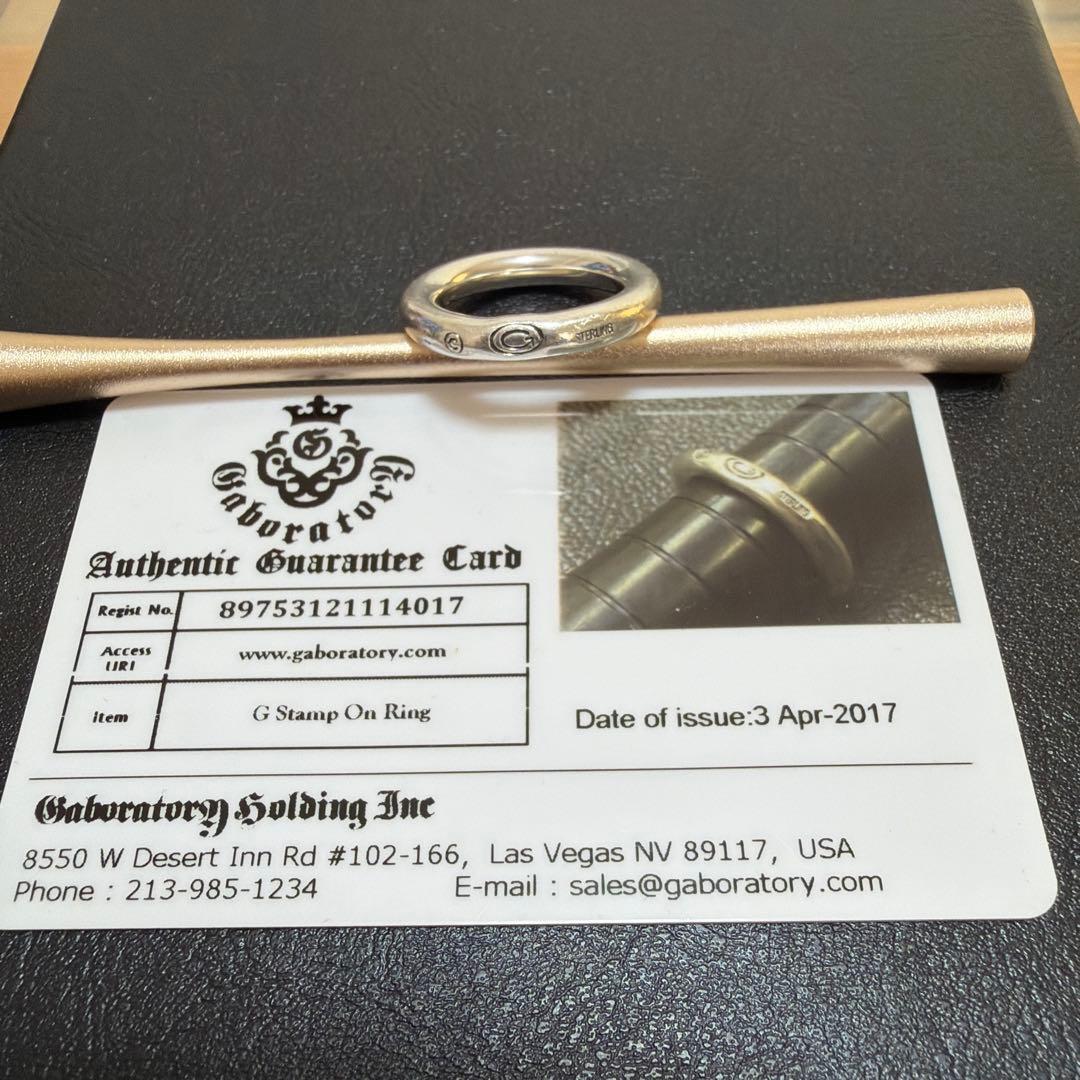 G G STERLING
G
Gaboratory
Authentic Guarantee Card
Regist No. 89753121114017
Access URl www.gaboratory.com
item G Stamp On Ring
G STERLING
Date of issue:3 Apr-2017
Gaboratory Holding Inc
8550 W Desert Inn Rd #102-166, Las Vegas NV 89117, USA
Phone : 213-985-1234 E-mail : sales@gaboratory.com